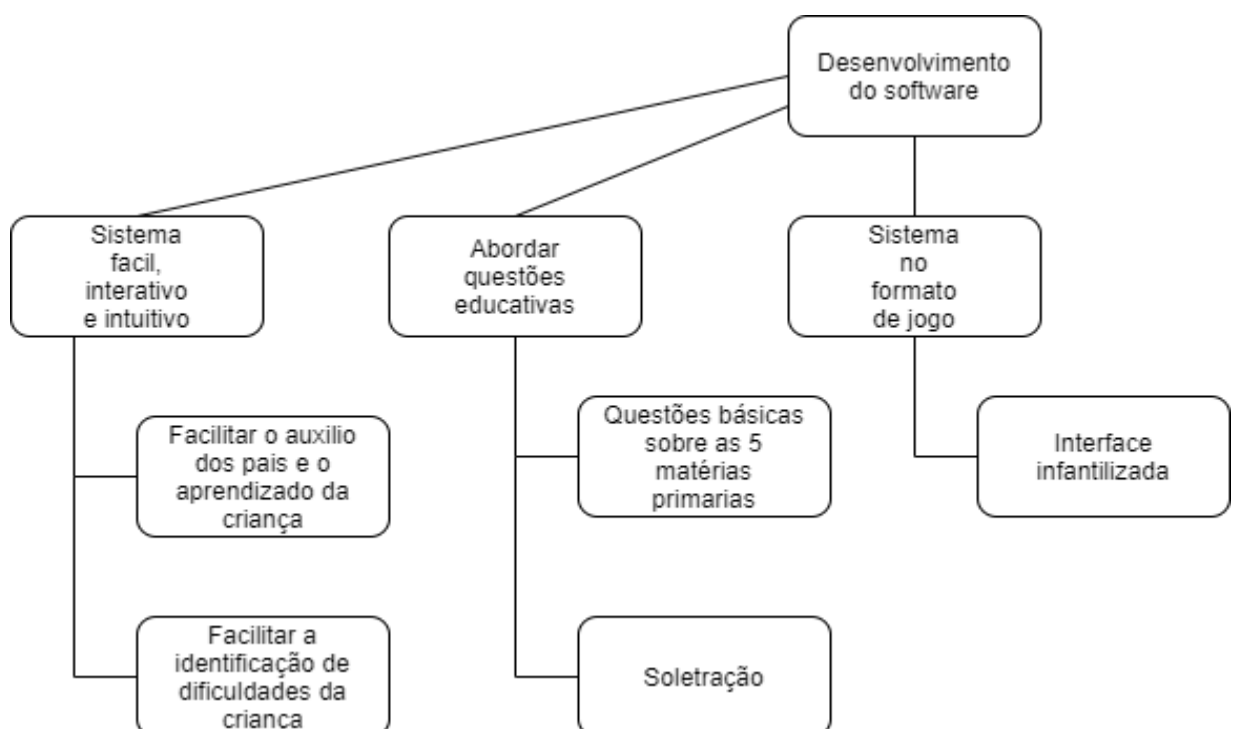 Desenvolvimento
do software
Sistema
facil,
interativo
e intuitivo
Abordar
questões
educativas
Sistema
no
formato
de jogo
Facilitar o auxilio
dos pais e o
aprendizado da
criança
Questões básicas
sobre as 5
matérias
primarias
Interface
infantilizada
Facilitar a
identificação de
dificuldades da
criança
Soletração